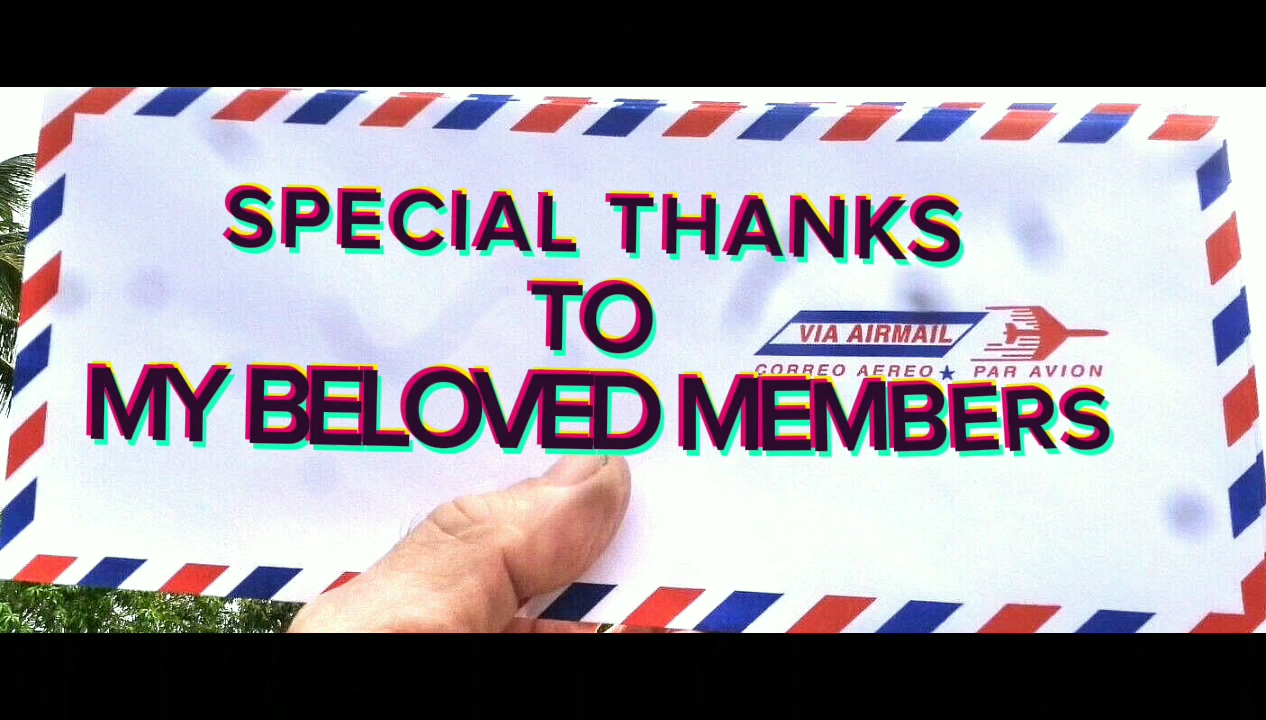 SPECIAL THANKS
TO
VIA AIRMAIL
CORREO AEREO PAR AVION
MY BELOVED MEMBERS